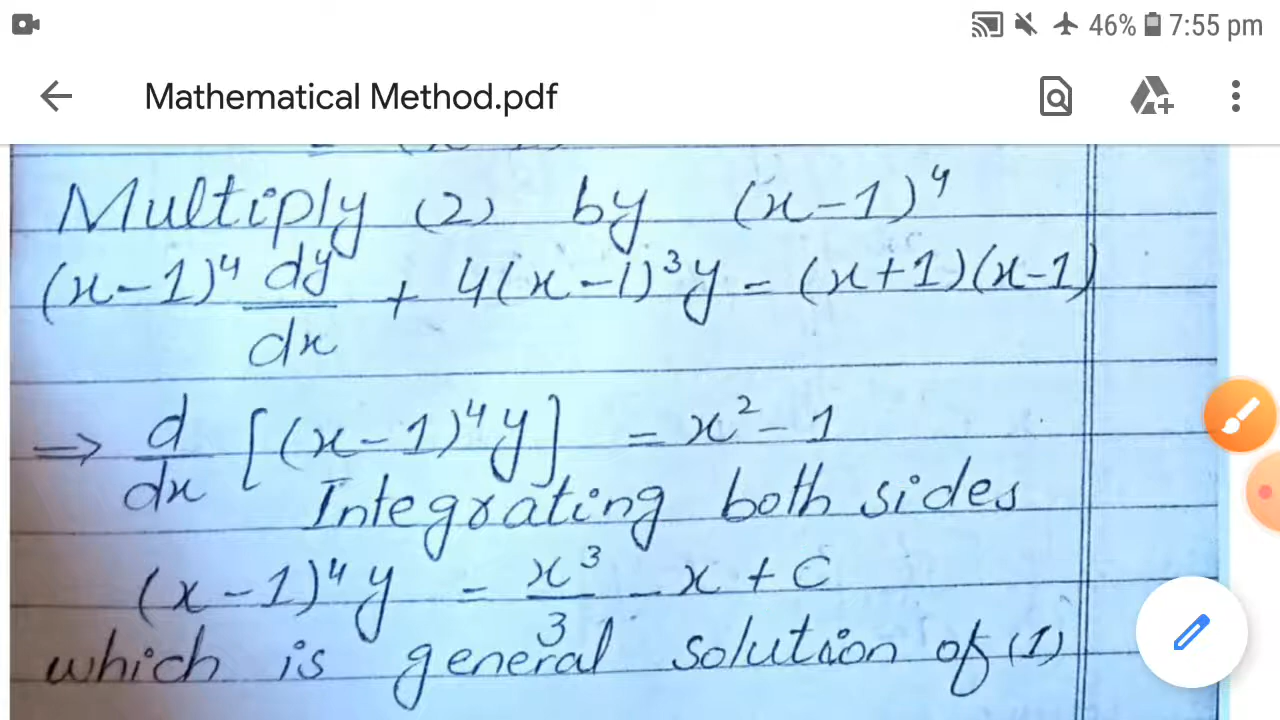 46% 7:55 pm
Mathematical Method.pdf
Multiply (2) by (x-1)⁴
(x-1)⁴ dy/dx + 4(x-1)³y = (x+1)(x-1)
⇒ d/dx [(x-1)⁴y] = x²-1
Integrating both sides
(x-1)⁴y = x³/3 - x + c
which is general solution of (1)